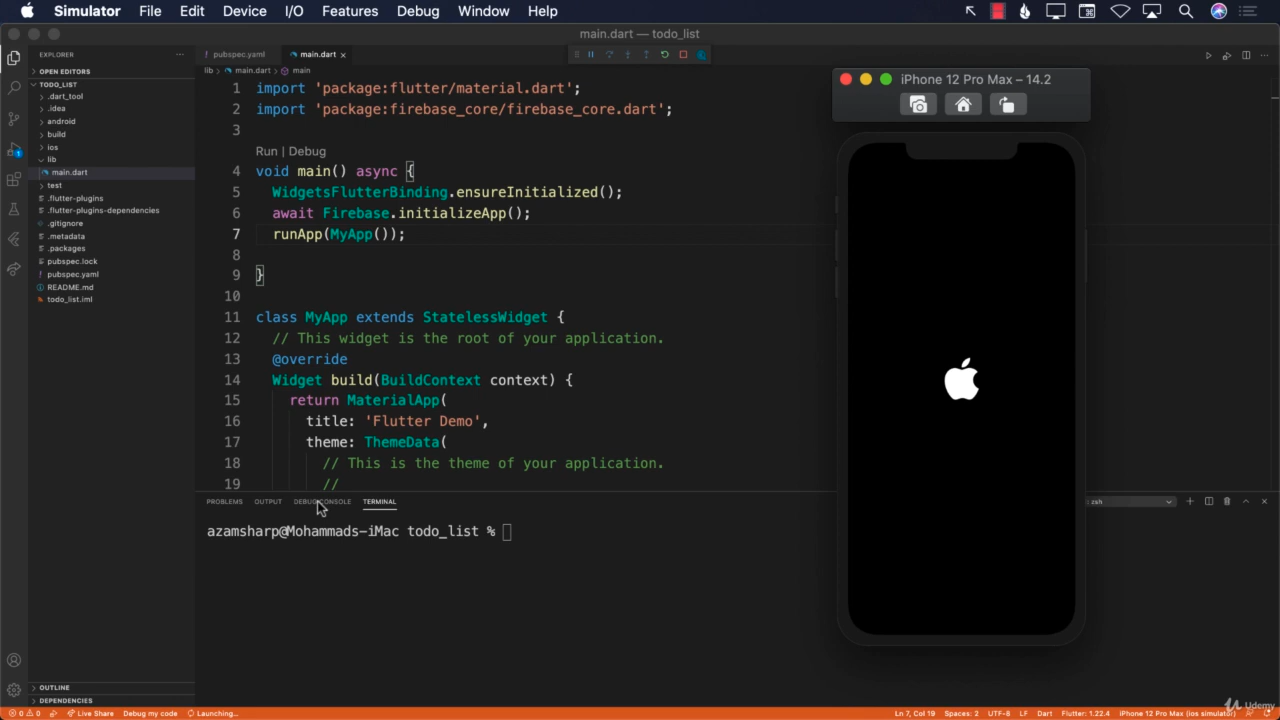 Simulator File Edit Device I/O Features Debug Window Help
main.dart — todo_list
EXPLORER
pubspec.yaml
main.dart
OPEN EDITORS
lib main.dart main
TODO_LIST
.dart_tool
.idea
android
build
ios
lib
main.dart
test
.flutter-plugins
.flutter-plugins-dependencies
.gitignore
.metadata
.packages
pubspec.lock
pubspec.yaml
README.md
todo_list.iml
1 import 'package:flutter/material.dart';
2 import 'package:firebase_core/firebase_core.dart';
3
Run | Debug
4 void main() async {
5 WidgetsFlutterBinding.ensureInitialized();
6 await Firebase.initializeApp();
7 runApp(MyApp());
8
9 }
10
11 class MyApp extends StatelessWidget {
12 // This widget is the root of your application.
13 @override
14 Widget build(BuildContext context) {
15 return MaterialApp(
16 title: 'Flutter Demo',
17 theme: ThemeData(
18 // This is the theme of your application.
19 //
iPhone 12 Pro Max – 14.2
PROBLEMS OUTPUT DEBUG CONSOLE TERMINAL
zsh
azamsharp@Mohammads-iMac todo_list %
OUTLINE
DEPENDENCIES
0 0 Live Share Debug my code Launching... Ln 7, Col 19 Spaces: 2 UTF-8 LF Dart Flutter: 1.22.4 iPhone 12 Pro Max (ios simulator)
Udemy
1